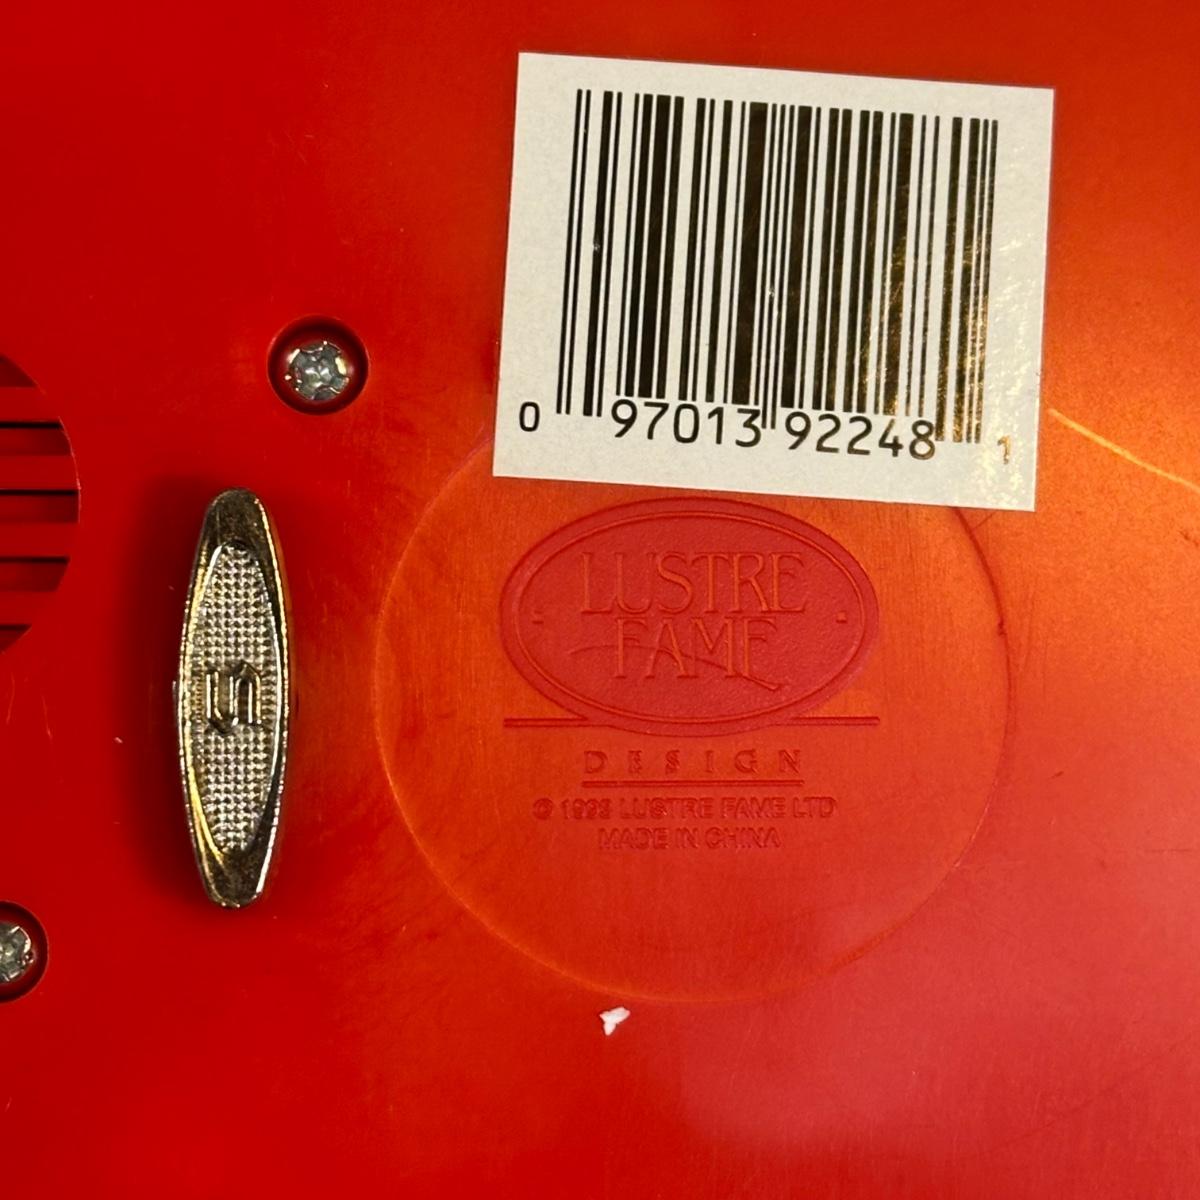 0 97013 92248 1
LUSTRE
FAME
DESIGN
© 1993 LUSTRE FAME LTD
MADE IN CHINA
S